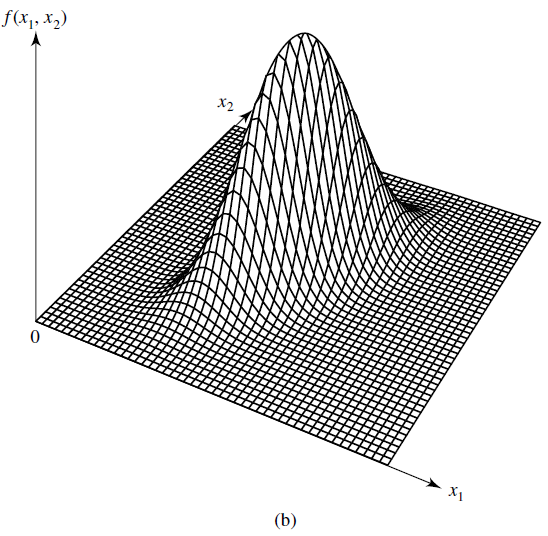 f(x₁, x₂)
x₂
0
x₁
(b)